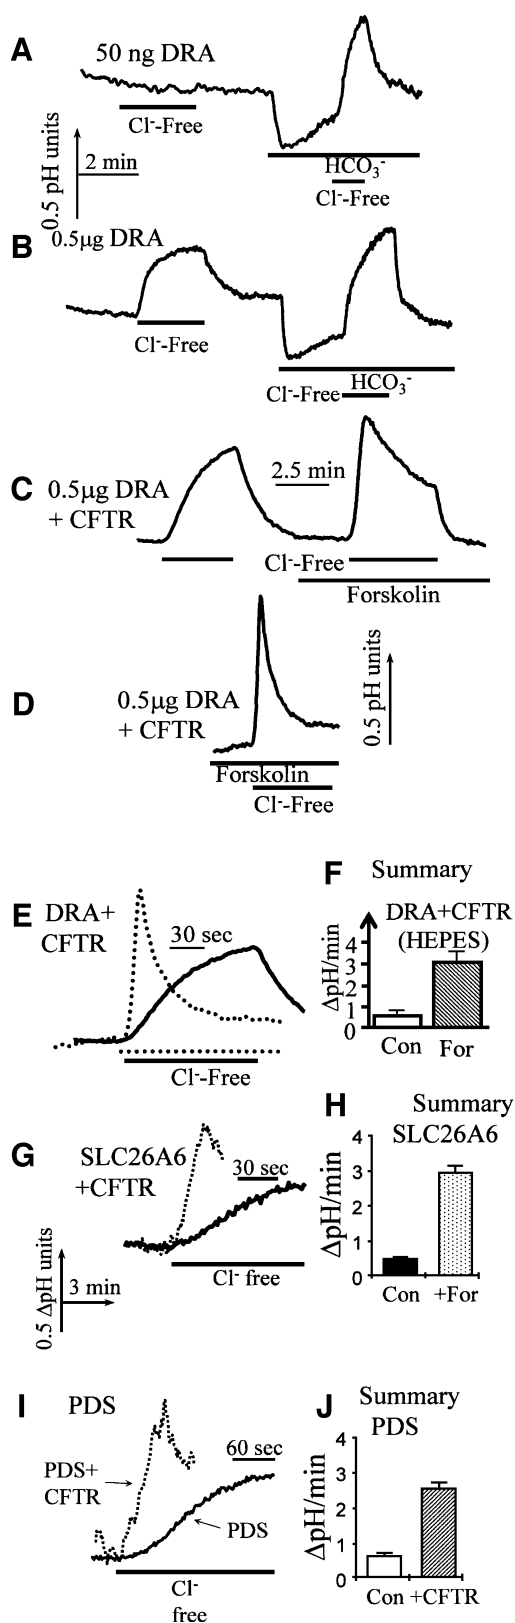 A
50 ng DRA
Cl⁻-Free
0.5 pH units
2 min
HCO₃⁻
Cl⁻-Free
B
0.5μg DRA
Cl⁻-Free
HCO₃⁻
Cl⁻-Free
C
0.5μg DRA
+ CFTR
2.5 min
Cl⁻-Free
Forskolin
D
0.5μg DRA
+ CFTR
0.5 pH units
Forskolin
Cl⁻-Free
E
DRA+
CFTR
30 sec
Cl⁻-Free
F
Summary
DRA+CFTR
(HEPES)
ΔpH/min
4
3
2
1
0
Con
For
G
SLC26A6
+CFTR
30 sec
Cl⁻ free
0.5 ΔpH units
3 min
H
Summary
SLC26A6
ΔpH/min
4
3
2
1
0
Con
+For
I
PDS
60 sec
PDS+
CFTR
PDS
Cl⁻
free
J
Summary
PDS
ΔpH/min
4
3
2
1
0
Con
+CFTR